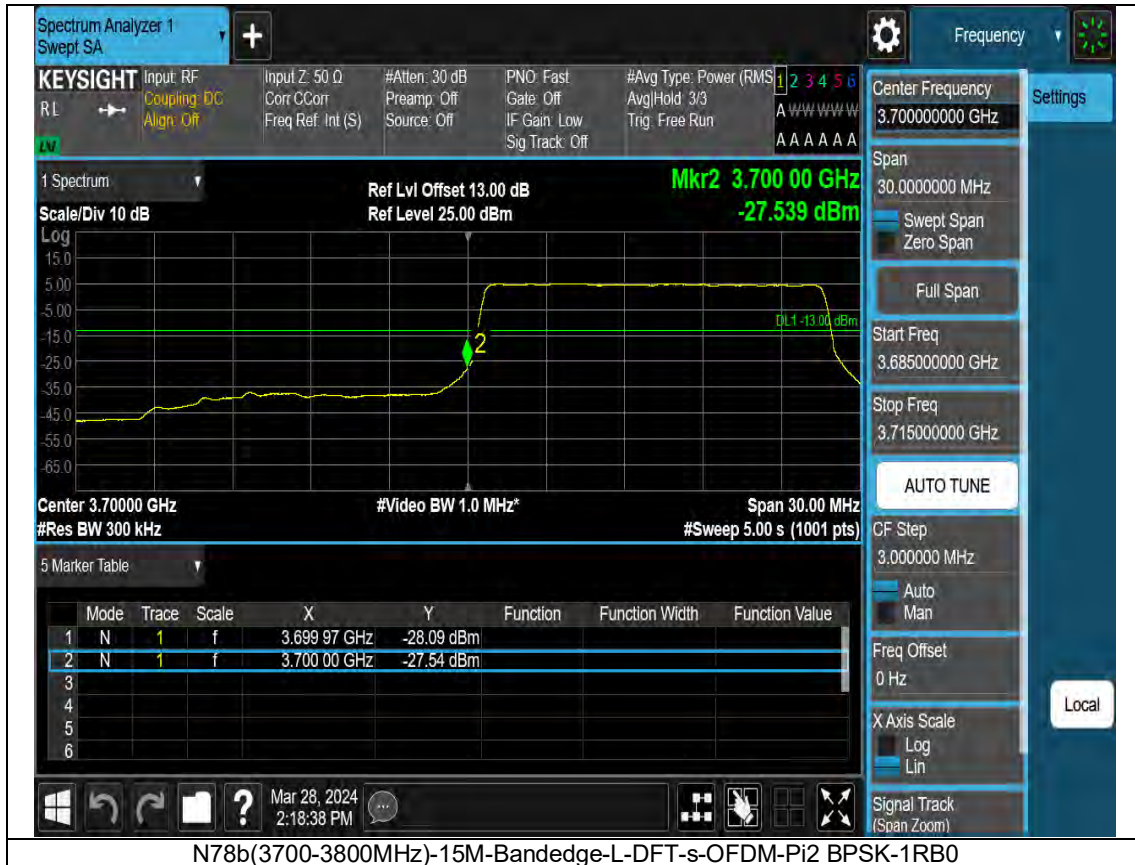 Spectrum Analyzer 1
Swept SA
Frequency
KEYSIGHT
RL
Input: RF
Coupling: DC
Align: Off
Input Z: 50 Ω
Corr CCorr
Freq Ref: Int (S)
#Atten: 30 dB
Preamp: Off
Source: Off
PNO: Fast
Gate: Off
IF Gain: Low
Sig Track: Off
#Avg Type: Power (RMS
Avg|Hold: 3/3
Trig: Free Run
1 2 3 4 5 6
A W W W W W
A A A A A A
1 Spectrum
Scale/Div 10 dB
Ref Lvl Offset 13.00 dB
Ref Level 25.00 dBm
Mkr2 3.700 00 GHz
-27.539 dBm
Log
15.0
5.00
-5.00
-15.0
-25.0
-35.0
-45.0
-55.0
-65.0
DL1 -13.00 dBm
2
Center 3.70000 GHz
#Res BW 300 kHz
#Video BW 1.0 MHz*
Span 30.00 MHz
#Sweep 5.00 s (1001 pts)
5 Marker Table
Mode Trace Scale X Y Function Function Width Function Value
1 N 1 f 3.699 97 GHz -28.09 dBm
2 N 1 f 3.700 00 GHz -27.54 dBm
3
4
5
6
Mar 28, 2024
2:18:38 PM
Center Frequency
3.700000000 GHz
Settings
Span
30.0000000 MHz
Swept Span
Zero Span
Full Span
Start Freq
3.685000000 GHz
Stop Freq
3.715000000 GHz
AUTO TUNE
CF Step
3.000000 MHz
Auto
Man
Freq Offset
0 Hz
X Axis Scale
Log
Lin
Signal Track
(Span Zoom)
Local
N78b(3700-3800MHz)-15M-Bandedge-L-DFT-s-OFDM-Pi2 BPSK-1RB0